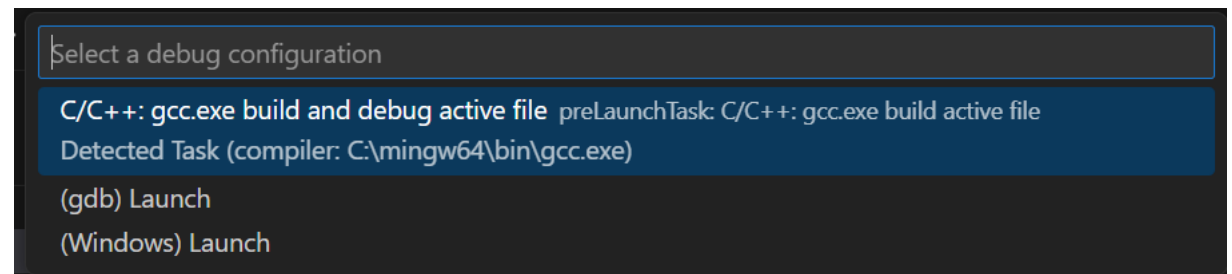 Select a debug configuration
C/C++: gcc.exe build and debug active file preLaunchTask: C/C++: gcc.exe build active file
Detected Task (compiler: C:\mingw64\bin\gcc.exe)
(gdb) Launch
(Windows) Launch